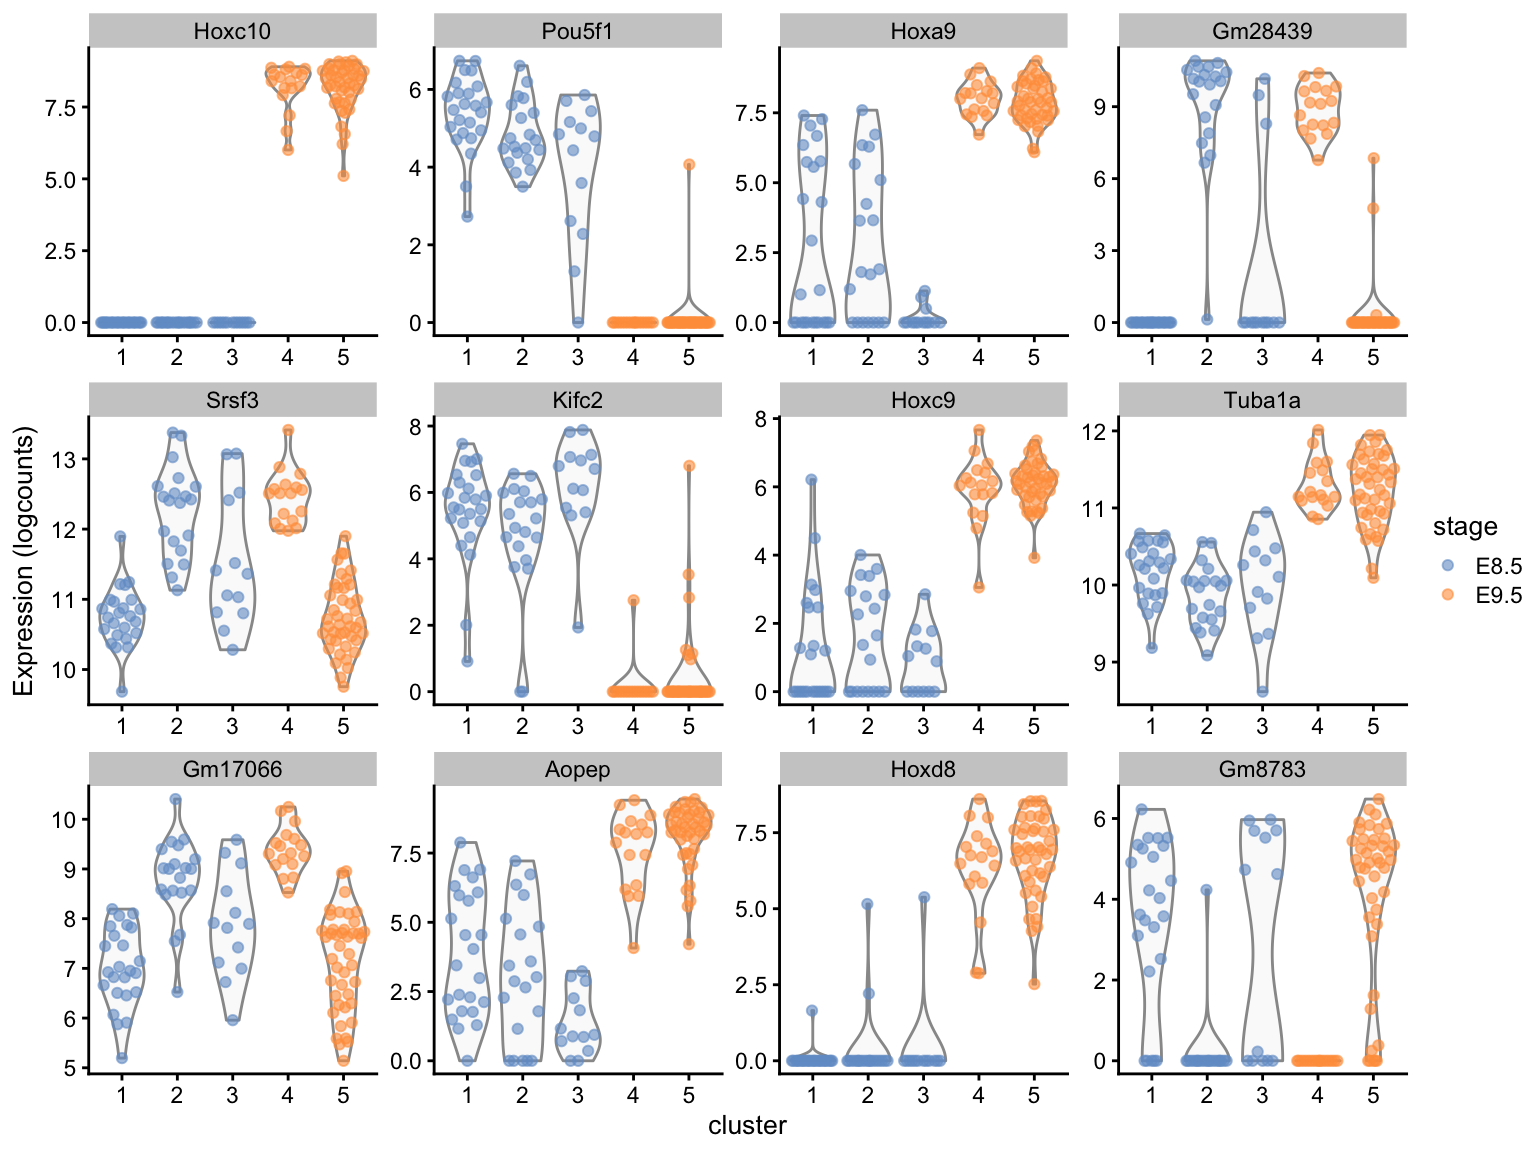 Hoxc10 Pou5f1 Hoxa9 Gm28439
7.5 5.0 2.5 0.0
6 4 2 0
7.5 5.0 2.5 0.0
9 6 3 0
1 2 3 4 5 1 2 3 4 5 1 2 3 4 5 1 2 3 4 5
Srsf3 Kifc2 Hoxc9 Tuba1a
13 12 11 10
8 6 4 2 0
8 6 4 2 0
12 11 10 9
1 2 3 4 5 1 2 3 4 5 1 2 3 4 5 1 2 3 4 5
Gm17066 Aopep Hoxd8 Gm8783
10 9 8 7 6 5
7.5 5.0 2.5 0.0
7.5 5.0 2.5 0.0
6 4 2 0
1 2 3 4 5 1 2 3 4 5 1 2 3 4 5 1 2 3 4 5
Expression (logcounts)
cluster
stage
E8.5
E9.5